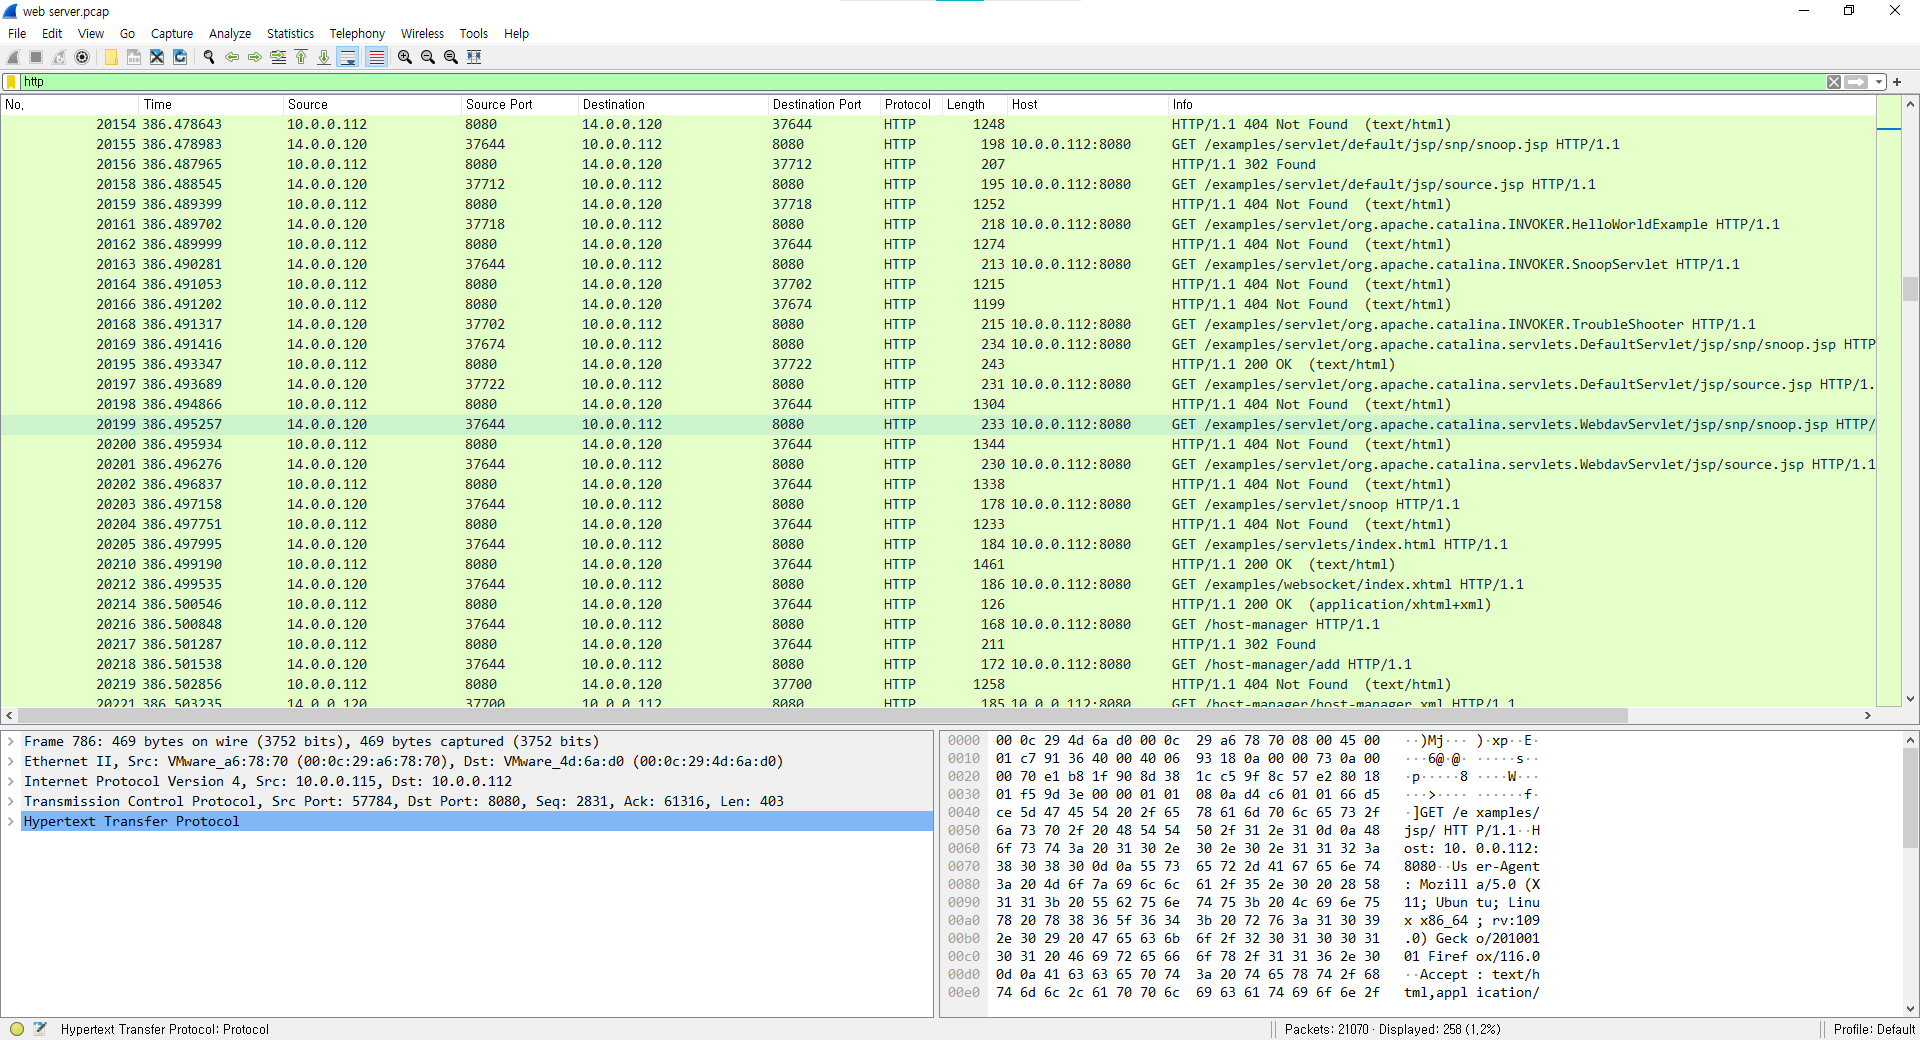 web server.pcap
File Edit View Go Capture Analyze Statistics Telephony Wireless Tools Help
http
No. Time Source Source Port Destination Destination Port Protocol Length Host Info
20154 386.478643 10.0.0.112 8080 14.0.0.120 37644 HTTP 1248 HTTP/1.1 404 Not Found (text/html)
20155 386.478983 14.0.0.120 37644 10.0.0.112 8080 HTTP 198 10.0.0.112:8080 GET /examples/servlet/default/jsp/snp/snoop.jsp HTTP/1.1
20156 386.487965 10.0.0.112 8080 14.0.0.120 37712 HTTP 207 HTTP/1.1 302 Found
20158 386.488545 14.0.0.120 37712 10.0.0.112 8080 HTTP 195 10.0.0.112:8080 GET /examples/servlet/default/jsp/source.jsp HTTP/1.1
20159 386.489399 10.0.0.112 8080 14.0.0.120 37718 HTTP 1252 HTTP/1.1 404 Not Found (text/html)
20161 386.489702 14.0.0.120 37718 10.0.0.112 8080 HTTP 218 10.0.0.112:8080 GET /examples/servlet/org.apache.catalina.INVOKER.HelloWorldExample HTTP/1.1
20162 386.489999 10.0.0.112 8080 14.0.0.120 37644 HTTP 1274 HTTP/1.1 404 Not Found (text/html)
20163 386.490281 14.0.0.120 37644 10.0.0.112 8080 HTTP 213 10.0.0.112:8080 GET /examples/servlet/org.apache.catalina.INVOKER.SnoopServlet HTTP/1.1
20164 386.491053 10.0.0.112 8080 14.0.0.120 37702 HTTP 1215 HTTP/1.1 404 Not Found (text/html)
20166 386.491202 10.0.0.112 8080 14.0.0.120 37674 HTTP 1199 HTTP/1.1 404 Not Found (text/html)
20168 386.491317 14.0.0.120 37702 10.0.0.112 8080 HTTP 215 10.0.0.112:8080 GET /examples/servlet/org.apache.catalina.INVOKER.TroubleShooter HTTP/1.1
20169 386.491416 14.0.0.120 37674 10.0.0.112 8080 HTTP 234 10.0.0.112:8080 GET /examples/servlet/org.apache.catalina.servlets.DefaultServlet/jsp/snp/snoop.jsp HTTP
20195 386.493347 10.0.0.112 8080 14.0.0.120 37722 HTTP 243 HTTP/1.1 200 OK (text/html)
20197 386.493689 14.0.0.120 37722 10.0.0.112 8080 HTTP 231 10.0.0.112:8080 GET /examples/servlet/org.apache.catalina.servlets.DefaultServlet/jsp/source.jsp HTTP/1.
20198 386.494866 10.0.0.112 8080 14.0.0.120 37644 HTTP 1304 HTTP/1.1 404 Not Found (text/html)
20199 386.495257 14.0.0.120 37644 10.0.0.112 8080 HTTP 233 10.0.0.112:8080 GET /examples/servlet/org.apache.catalina.servlets.WebdavServlet/jsp/snp/snoop.jsp HTTP/
20200 386.495934 10.0.0.112 8080 14.0.0.120 37644 HTTP 1344 HTTP/1.1 404 Not Found (text/html)
20201 386.496276 14.0.0.120 37644 10.0.0.112 8080 HTTP 230 10.0.0.112:8080 GET /examples/servlet/org.apache.catalina.servlets.WebdavServlet/jsp/source.jsp HTTP/1.1
20202 386.496837 10.0.0.112 8080 14.0.0.120 37644 HTTP 1338 HTTP/1.1 404 Not Found (text/html)
20203 386.497158 14.0.0.120 37644 10.0.0.112 8080 HTTP 178 10.0.0.112:8080 GET /examples/servlet/snoop HTTP/1.1
20204 386.497751 10.0.0.112 8080 14.0.0.120 37644 HTTP 1233 HTTP/1.1 404 Not Found (text/html)
20205 386.497995 14.0.0.120 37644 10.0.0.112 8080 HTTP 184 10.0.0.112:8080 GET /examples/servlets/index.html HTTP/1.1
20210 386.499190 10.0.0.112 8080 14.0.0.120 37644 HTTP 1461 HTTP/1.1 200 OK (text/html)
20212 386.499535 14.0.0.120 37644 10.0.0.112 8080 HTTP 186 10.0.0.112:8080 GET /examples/websocket/index.xhtml HTTP/1.1
20214 386.500546 10.0.0.112 8080 14.0.0.120 37644 HTTP 126 HTTP/1.1 200 OK (application/xhtml+xml)
20216 386.500848 14.0.0.120 37644 10.0.0.112 8080 HTTP 168 10.0.0.112:8080 GET /host-manager HTTP/1.1
20217 386.501287 10.0.0.112 8080 14.0.0.120 37644 HTTP 211 HTTP/1.1 302 Found
20218 386.501538 14.0.0.120 37644 10.0.0.112 8080 HTTP 172 10.0.0.112:8080 GET /host-manager/add HTTP/1.1
20219 386.502856 10.0.0.112 8080 14.0.0.120 37700 HTTP 1258 HTTP/1.1 404 Not Found (text/html)
20221 386.503235 14.0.0.120 37700 10.0.0.112 8080 HTTP 185 10.0.0.112:8080 GET /host-manager/host-manager.xml HTTP/1.1
Frame 786: 469 bytes on wire (3752 bits), 469 bytes captured (3752 bits)
Ethernet II, Src: VMware_a6:78:70 (00:0c:29:a6:78:70), Dst: VMware_4d:6a:d0 (00:0c:29:4d:6a:d0)
Internet Protocol Version 4, Src: 10.0.0.115, Dst: 10.0.0.112
Transmission Control Protocol, Src Port: 57784, Dst Port: 8080, Seq: 2831, Ack: 61316, Len: 403
Hypertext Transfer Protocol
0000 00 0c 29 4d 6a d0 00 0c 29 a6 78 70 08 00 45 00 ··)Mj··· )·xp··E·
0010 01 c7 91 36 40 00 40 06 93 18 0a 00 00 73 0a 00 ···6@·@· ·····s··
0020 00 70 e1 b8 1f 90 8d 38 1c c5 9f 8c 57 e2 80 18 ·p·····8 ····W···
0030 01 f5 9d 3e 00 00 01 01 08 0a d4 c6 01 01 66 d5 ···>···· ······f·
0040 ce 5d 47 45 54 20 2f 65 78 61 6d 70 6c 65 73 2f ·]GET /e xamples/
0050 6a 73 70 2f 20 48 54 54 50 2f 31 2e 31 0d 0a 48 jsp/ HTT P/1.1··H
0060 6f 73 74 3a 20 31 30 2e 30 2e 30 2e 31 31 32 3a ost: 10. 0.0.112:
0070 38 30 38 30 0d 0a 55 73 65 72 2d 41 67 65 6e 74 8080··Us er-Agent
0080 3a 20 4d 6f 7a 69 6c 6c 61 2f 35 2e 30 20 28 58 : Mozill a/5.0 (X
0090 31 31 3b 20 55 62 75 6e 74 75 3b 20 4c 69 6e 75 11; Ubun tu; Linu
00a0 78 20 78 38 36 5f 36 34 3b 20 72 76 3a 31 30 39 x x86_64 ; rv:109
00b0 2e 30 29 20 47 65 63 6b 6f 2f 32 30 31 30 30 31 .0) Geck o/201001
00c0 30 31 20 46 69 72 65 66 6f 78 2f 31 31 36 2e 30 01 Firef ox/116.0
00d0 0d 0a 41 63 63 65 70 74 3a 20 74 65 78 74 2f 68 ··Accept : text/h
00e0 74 6d 6c 2c 61 70 70 6c 69 63 61 74 69 6f 6e 2f tml,appl ication/
Hypertext Transfer Protocol: Protocol
Packets: 21070 · Displayed: 258 (1.2%)
Profile: Default